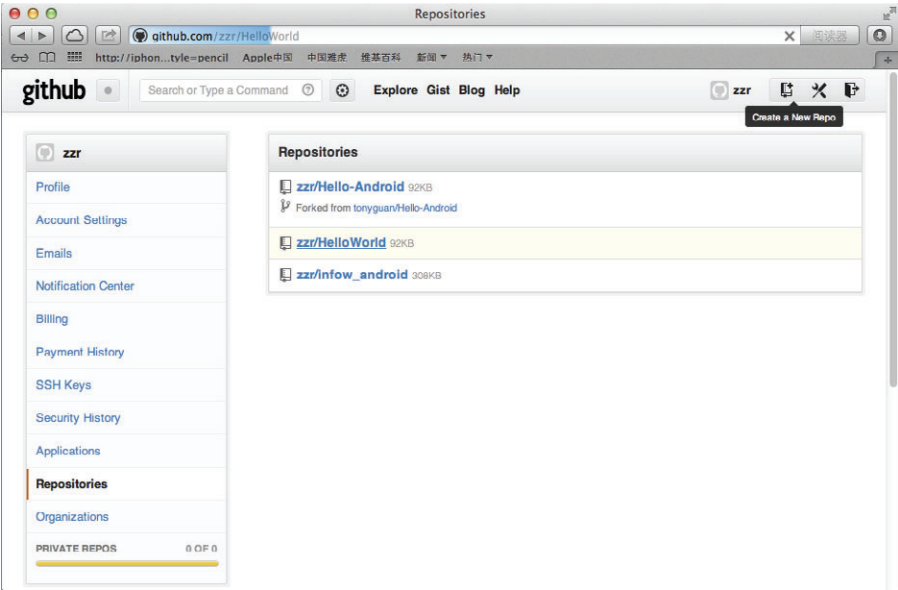 Repositories
github.com/zzr/HelloWorld
阅读器
http://iphon...tyle=pencil Apple中国 中国雅虎 维基百科 新闻 热门
github
Search or Type a Command
Explore Gist Blog Help
zzr
Create a New Repo
zzr
Profile
Account Settings
Emails
Notification Center
Billing
Payment History
SSH Keys
Security History
Applications
Repositories
Organizations
PRIVATE REPOS 0 OF 0
Repositories
zzr/Hello-Android 92KB
Forked from tonyguan/Hello-Android
zzr/HelloWorld 92KB
zzr/infow_android 308KB